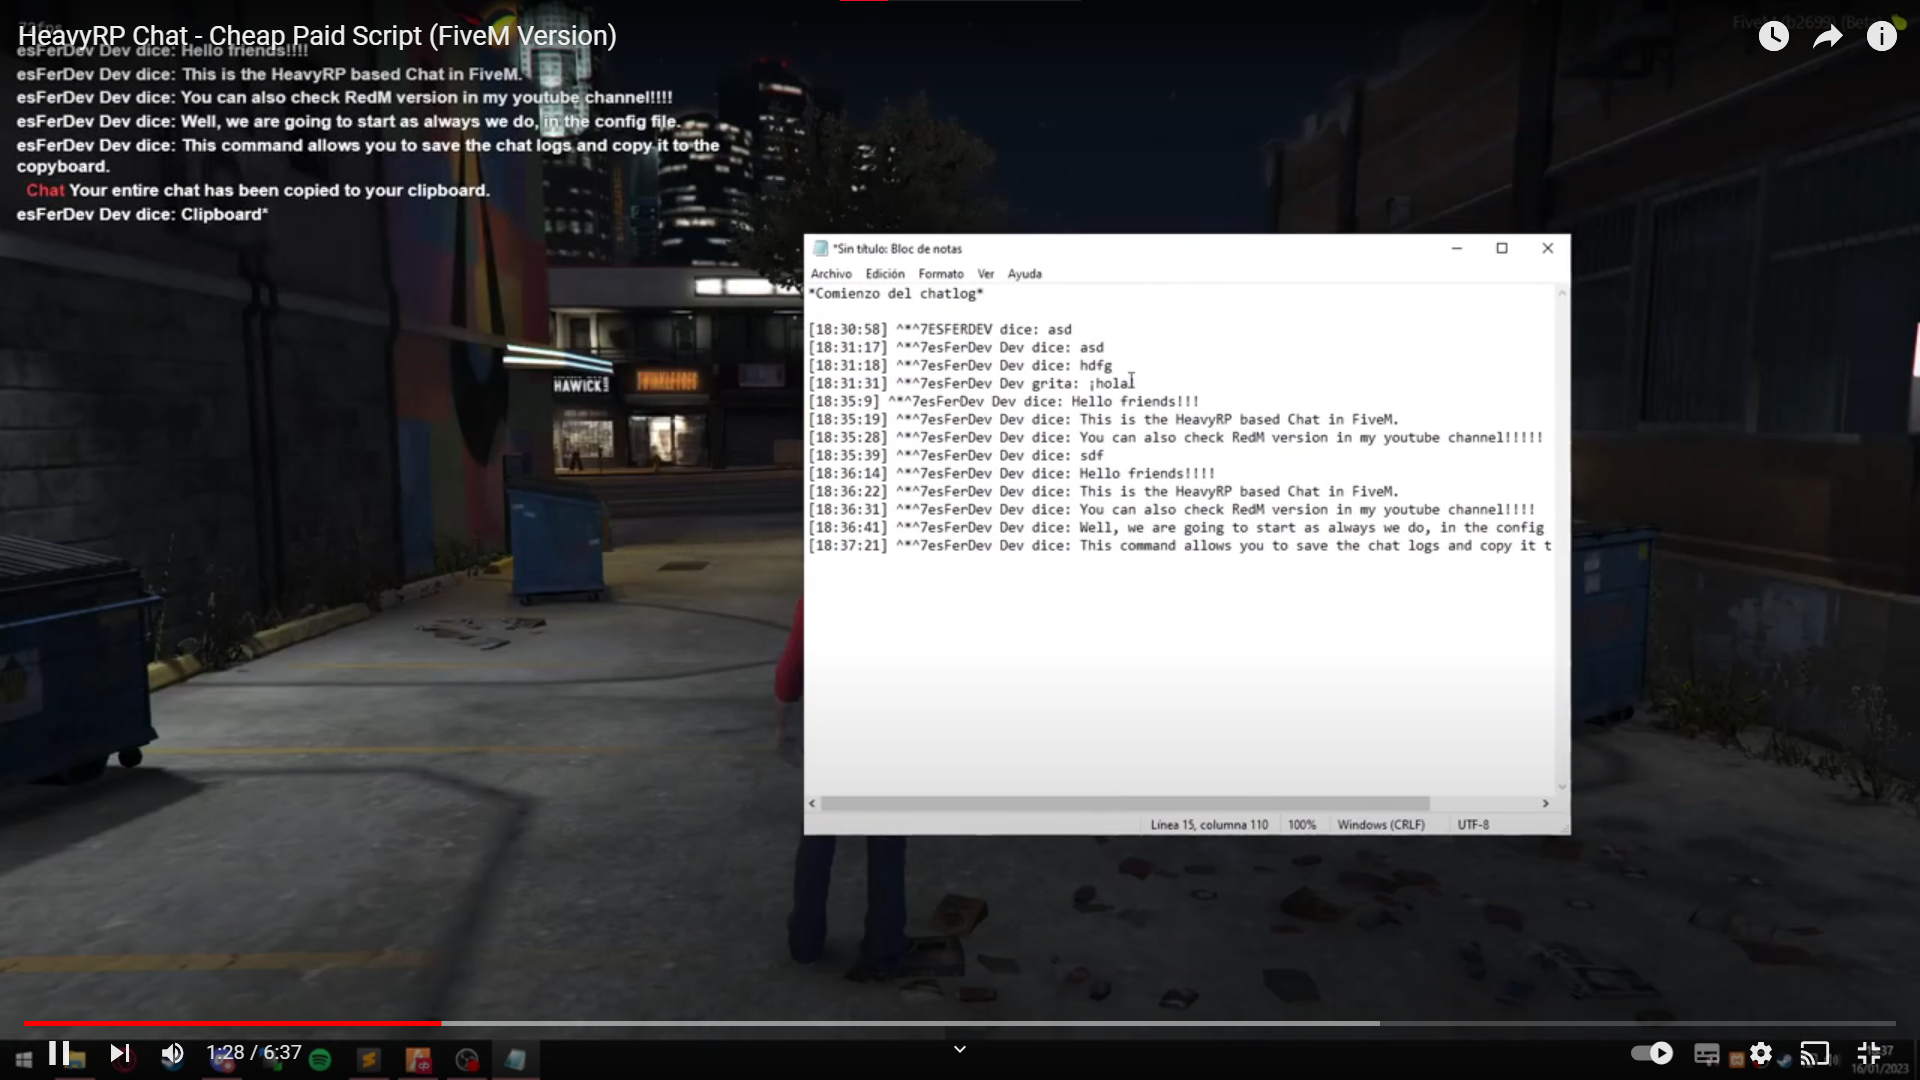 HeavyRP Chat - Cheap Paid Script (FiveM Version)
esFerDev Dev dice: Hello friends!!!!
esFerDev Dev dice: This is the HeavyRP based Chat in FiveM.
esFerDev Dev dice: You can also check RedM version in my youtube channel!!!!
esFerDev Dev dice: Well, we are going to start as always we do, in the config file.
esFerDev Dev dice: This command allows you to save the chat logs and copy it to the
copyboard.
Chat Your entire chat has been copied to your clipboard.
esFerDev Dev dice: Clipboard*
HAWICK
*Sin título: Bloc de notas
Archivo Edición Formato Ver Ayuda
*Comienzo del chatlog*
[18:30:58] ^*^7ESFERDEV dice: asd
[18:31:17] ^*^7esFerDev Dev dice: asd
[18:31:18] ^*^7esFerDev Dev dice: hdfg
[18:31:31] ^*^7esFerDev Dev grita: ¡hola
[18:35:9] ^*^7esFerDev Dev dice: Hello friends!!!
[18:35:19] ^*^7esFerDev Dev dice: This is the HeavyRP based Chat in FiveM.
[18:35:28] ^*^7esFerDev Dev dice: You can also check RedM version in my youtube channel!!!!!
[18:35:39] ^*^7esFerDev Dev dice: sdf
[18:36:14] ^*^7esFerDev Dev dice: Hello friends!!!!
[18:36:22] ^*^7esFerDev Dev dice: This is the HeavyRP based Chat in FiveM.
[18:36:31] ^*^7esFerDev Dev dice: You can also check RedM version in my youtube channel!!!!
[18:36:41] ^*^7esFerDev Dev dice: Well, we are going to start as always we do, in the config
[18:37:21] ^*^7esFerDev Dev dice: This command allows you to save the chat logs and copy it t
Línea 15, columna 110 100% Windows (CRLF) UTF-8
1:28 / 6:37
16/01/2023